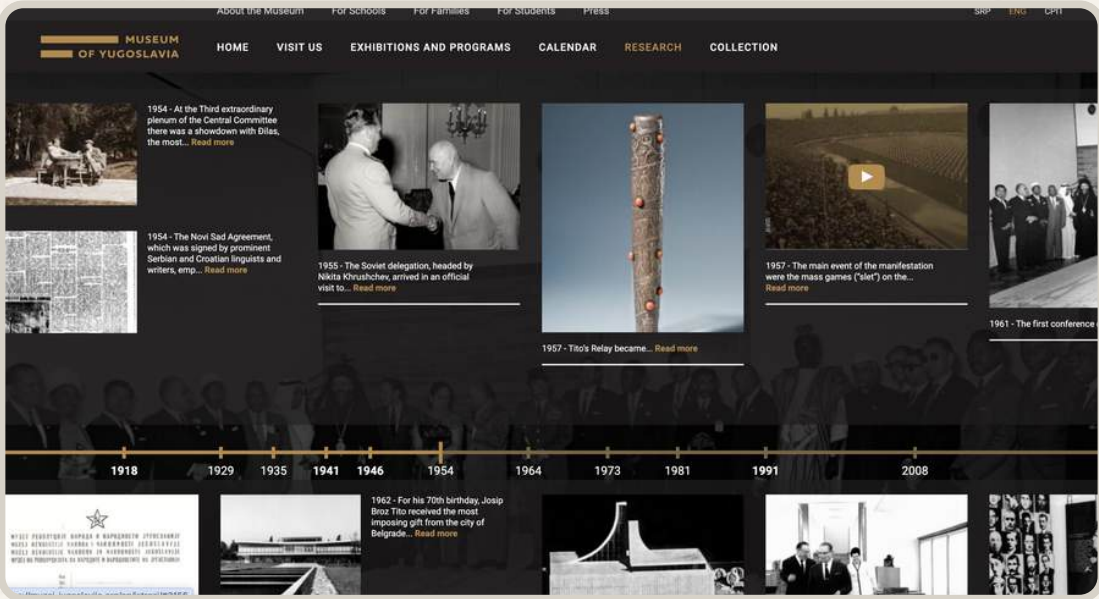 About the Museum
For Schools
For Families
For Students
Press
SRP
ENG
СРП
MUSEUM
OF YUGOSLAVIA
HOME
VISIT US
EXHIBITIONS AND PROGRAMS
CALENDAR
RESEARCH
COLLECTION
1954 - At the Third extraordinary
plenum of the Central Committee
there was a showdown with Đilas,
the most... Read more
1954 - The Novi Sad Agreement,
which was signed by prominent
Serbian and Croatian linguists and
writers, emp... Read more
1955 - The Soviet delegation, headed by
Nikita Khrushchev, arrived in an official
visit to... Read more
1957 - Tito's Relay became... Read more
1957 - The main event of the manifestation
were the mass games ("slet") on the...
Read more
1961 - The first conference
1918
1929
1935
1941
1946
1954
1964
1973
1981
1991
2008
1962 - For his 70th birthday, Josip
Broz Tito received the most
imposing gift from the city of
Belgrade... Read more